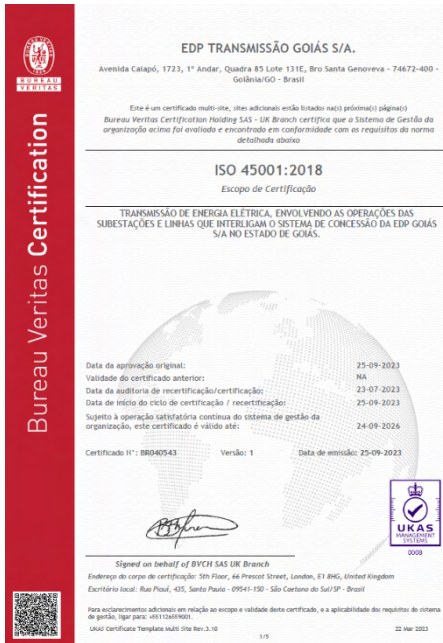 EDP TRANSMISSÃO GOIÁS S/A.
Avenida Caiapó, 1723, 1º Andar, Quadra 85 Lote 131E, Bro Santa Genoveva - 74672-400 -
Goiânia/GO - Brasil
BUREAU
VERITAS
Este é um certificado multi-site, sites adicionais estão listados na(s) próxima(s) página(s)
Bureau Veritas Certification Holding SAS - UK Branch certifica que o Sistema de Gestão da
organização acima foi avaliado e encontrado em conformidade com os requisitos da norma
detalhada abaixo
Bureau Veritas Certification
ISO 45001:2018
Escopo de Certificação
TRANSMISSÃO DE ENERGIA ELÉTRICA, ENVOLVENDO AS OPERAÇÕES DAS
SUBESTAÇÕES E LINHAS QUE INTERLIGAM O SISTEMA DE CONCESSÃO DA EDP GOIÁS
S/A NO ESTADO DE GOIÁS.
Data da aprovação original: 25-09-2023
Validade do certificado anterior: NA
Data da auditoria de recertificação/certificação: 23-07-2023
Data de início do ciclo de certificação / recertificação: 25-09-2023
Sujeito à operação satisfatória contínua do sistema de gestão da
organização, este certificado é válido até: 24-09-2026
Certificado Nº: BR040543 Versão: 1 Data de emissão: 25-09-2023
UKAS
MANAGEMENT
SYSTEMS
0008
Signed on behalf of BVCH SAS UK Branch
Endereço do corpo de certificação: 5th Floor, 66 Prescot Street, London, E1 8HG, United Kingdom
Escritório local: Rua Piauí, 435, Santo Paula - 09541-150 - São Caetano do Sul/SP - Brasil
Para esclarecimentos adicionais em relação ao escopo e validade deste certificado, e a aplicabilidade dos requisitos do sistema
de gestão, ligar para: +551126559001.
UKAS Certificate Template Multi Site Rev.3.10 22 Mar 2023
1/5